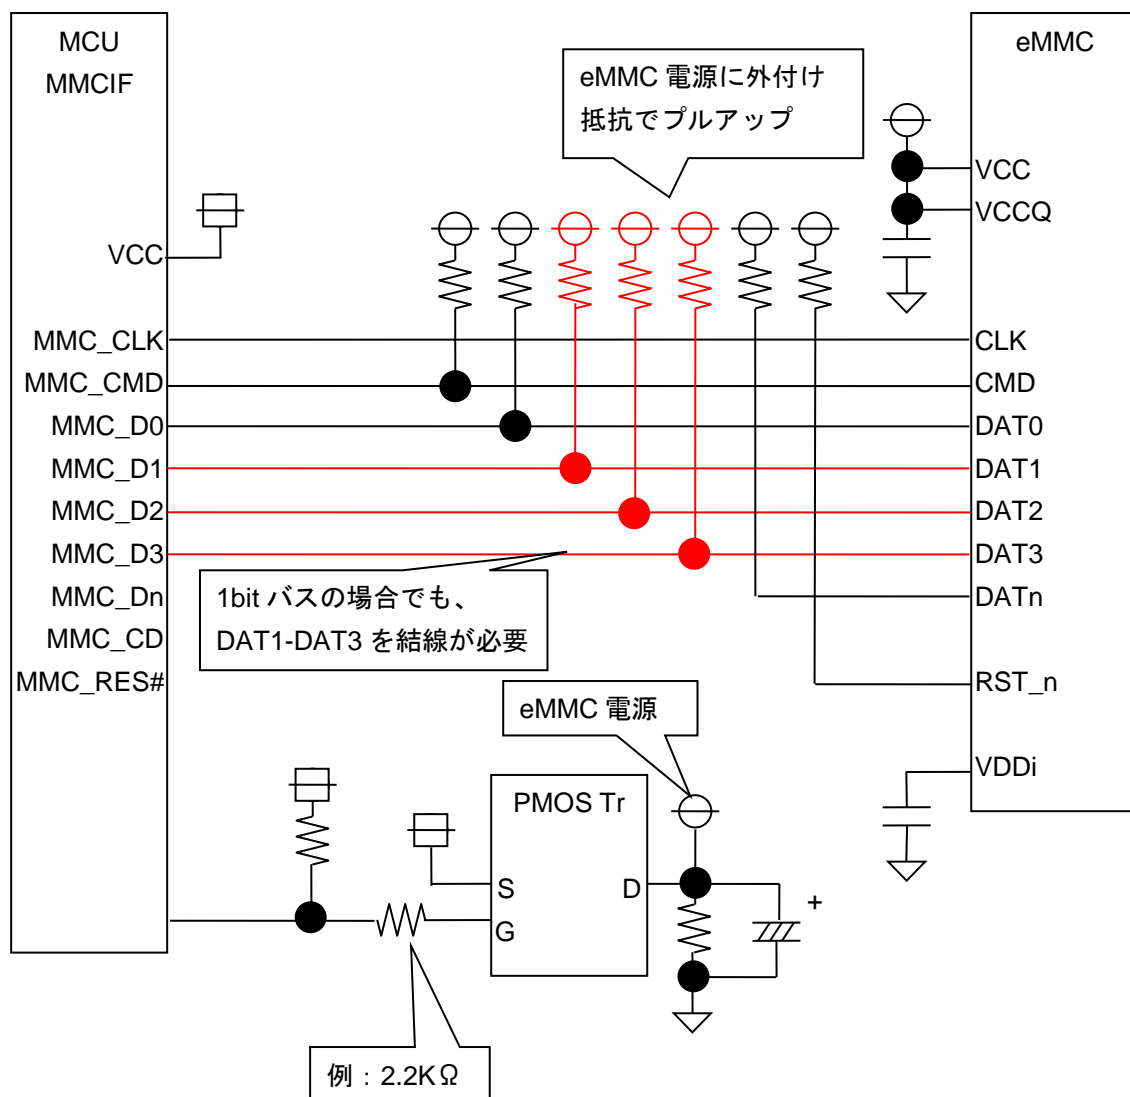 MCU
MMCIF
VCC
MMC_CLK
MMC_CMD
MMC_D0
MMC_D1
MMC_D2
MMC_D3
MMC_Dn
MMC_CD
MMC_RES#
eMMC 電源に外付け
抵抗でプルアップ
1bit バスの場合でも、
DAT1-DAT3 を結線が必要
eMMC
VCC
VCCQ
CLK
CMD
DAT0
DAT1
DAT2
DAT3
DATn
RST_n
VDDi
eMMC 電源
PMOS Tr
S
G
D
+
例：2.2KΩ